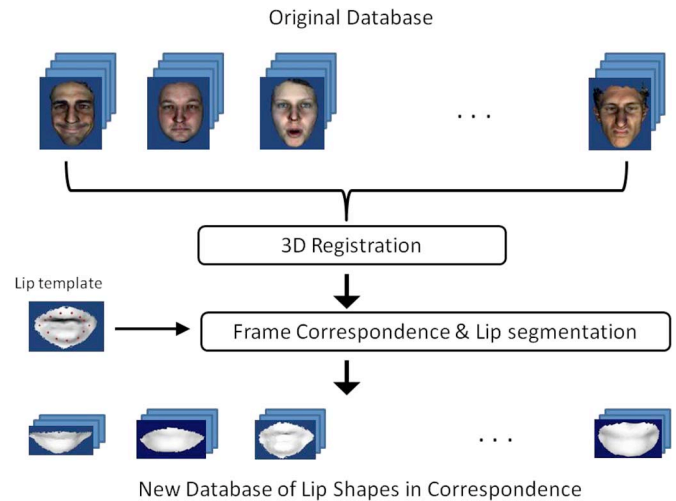 Original Database
. . .
3D Registration
Lip template
Frame Correspondence & Lip segmentation
. . .
New Database of Lip Shapes in Correspondence